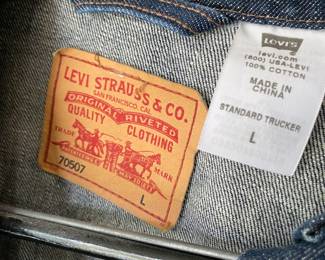 LEVI STRAUSS & CO.
SAN FRANCISCO, CAL.
ORIGINAL RIVETED
QUALITY CLOTHING
TRADE MARK
70507 L
LEVI'S
levi.com
(800) USA-LEVI
100% COTTON
MADE IN
CHINA
STANDARD TRUCKER
L